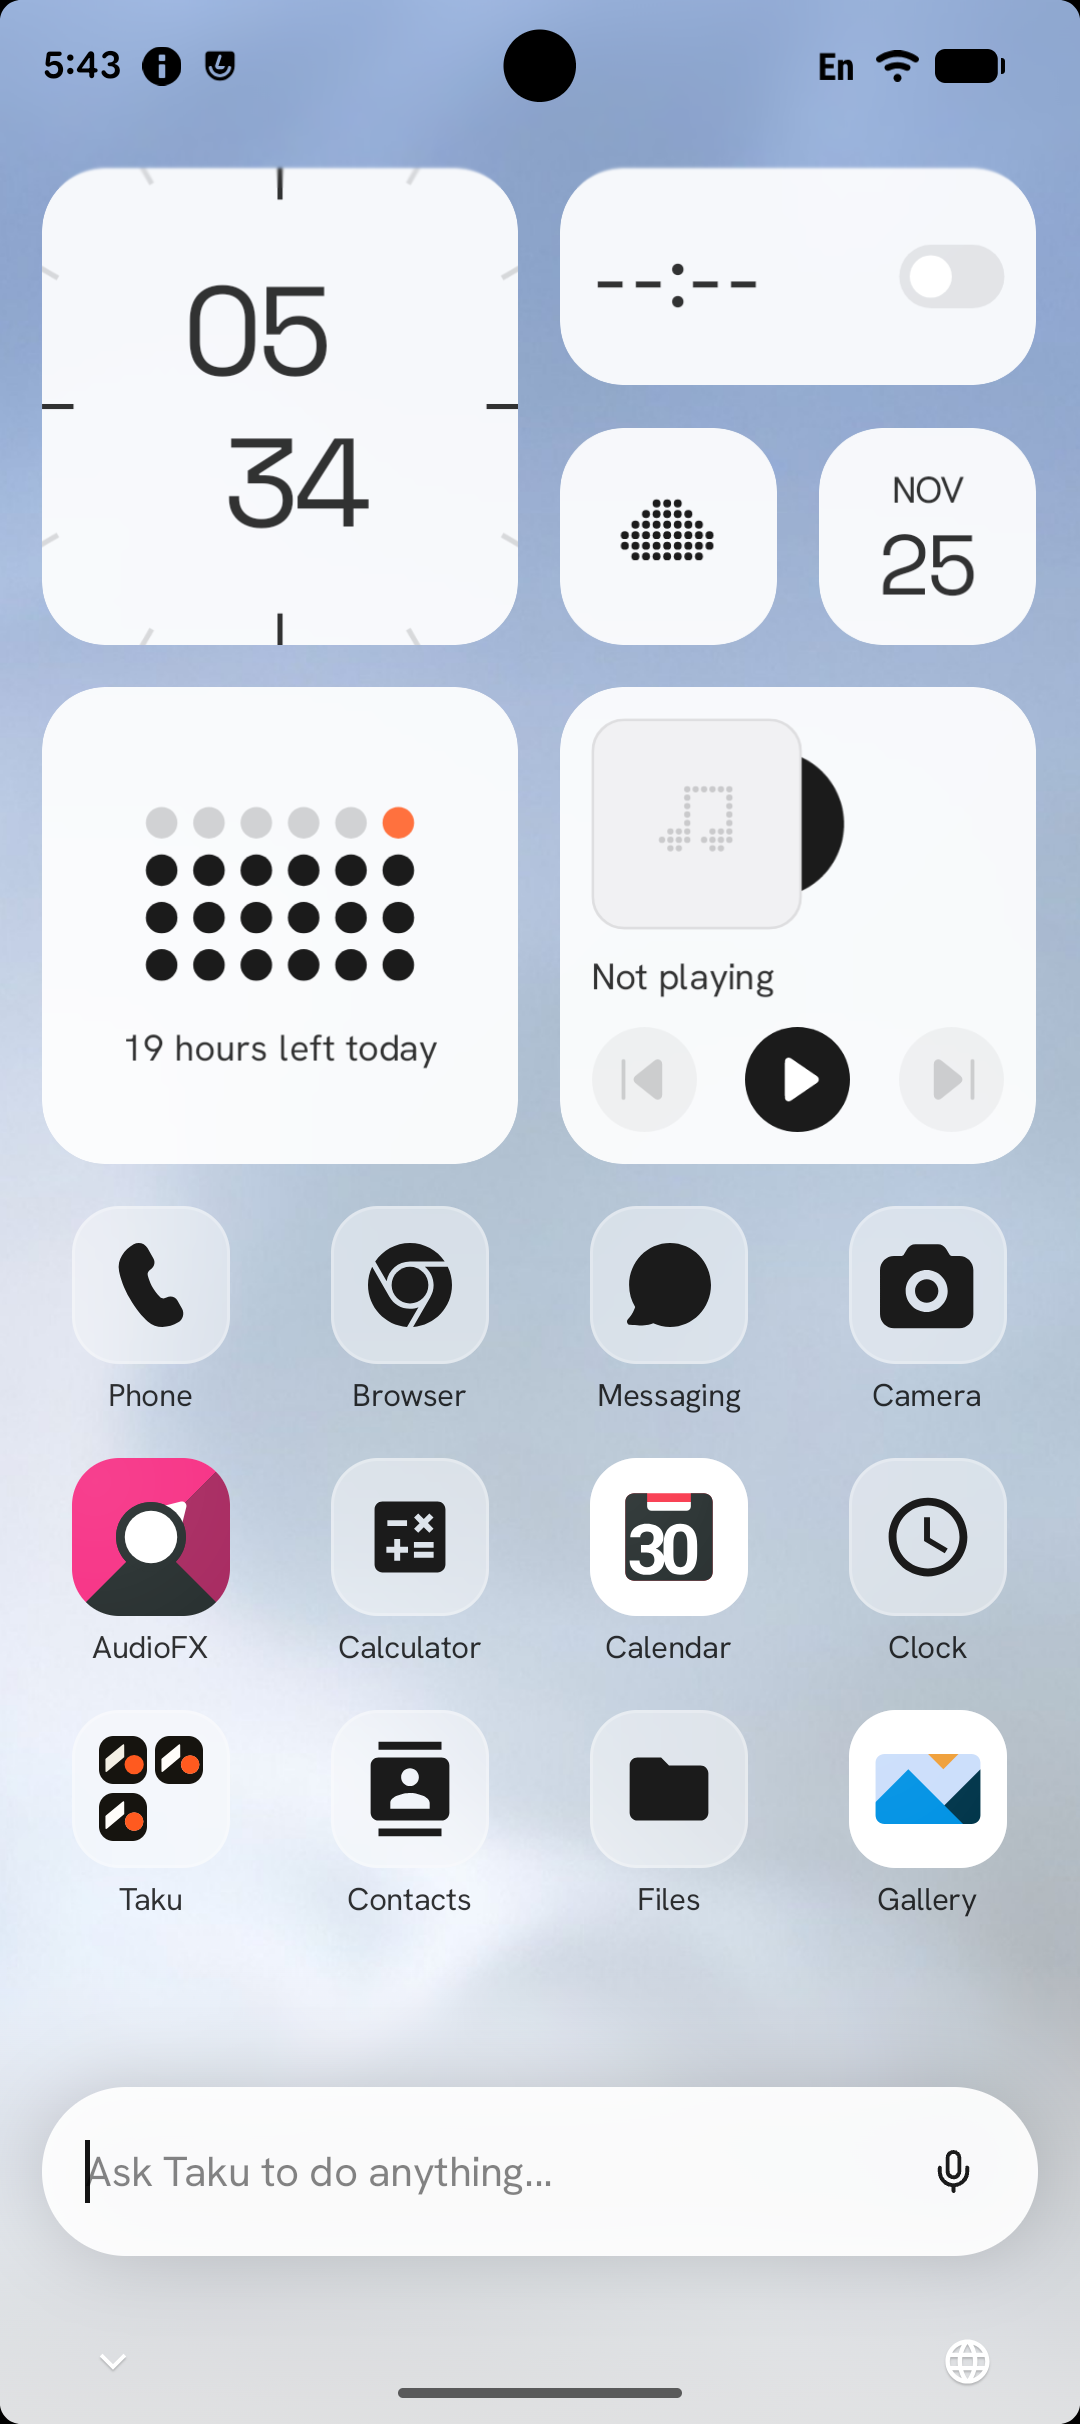 5:43
En
05
34
--:--
NOV
25
19 hours left today
Not playing
Phone
Browser
Messaging
Camera
30
AudioFX
Calculator
Calendar
Clock
Taku
Contacts
Files
Gallery
Ask Taku to do anything...